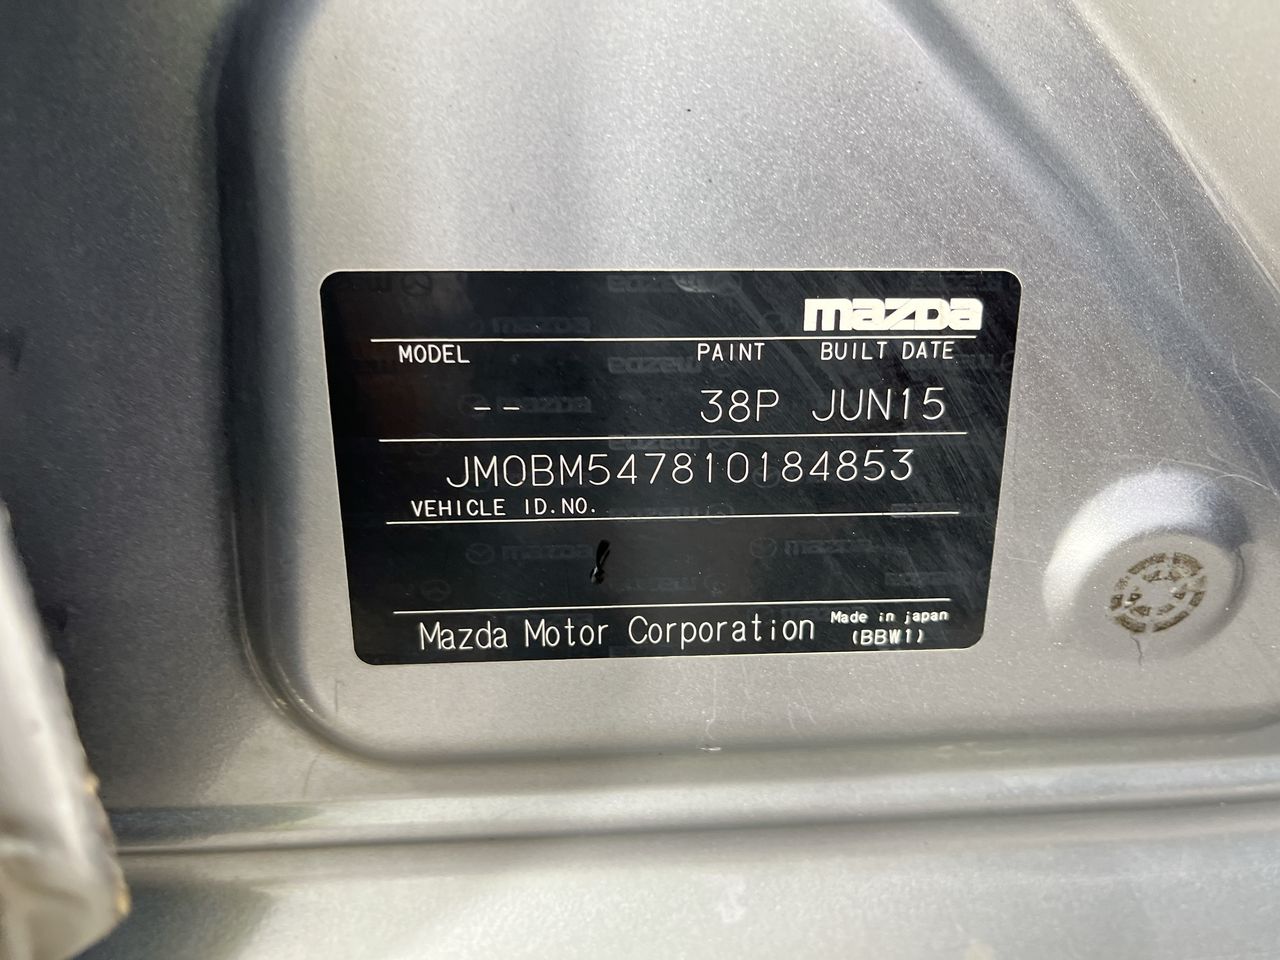 mazda
MODEL PAINT BUILT DATE
-- 38P JUN15
JM0BM547810184853
VEHICLE ID.NO.
Mazda Motor Corporation Made in japan
(BBW1)